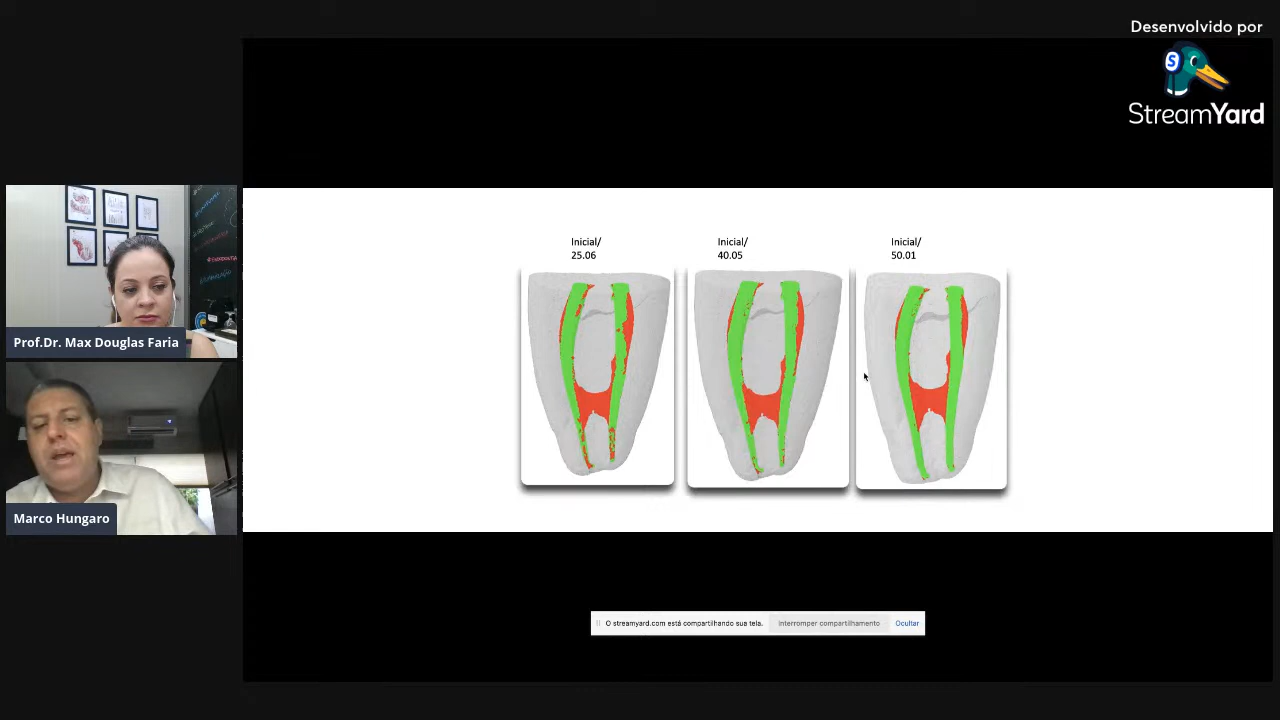 Desenvolvido por
StreamYard
Inicial/
25.06
Inicial/
40.05
Inicial/
50.01
Prof.Dr. Max Douglas Faria
Marco Hungaro
O streamyard.com está compartilhando sua tela.
Interromper compartilhamento
Ocultar